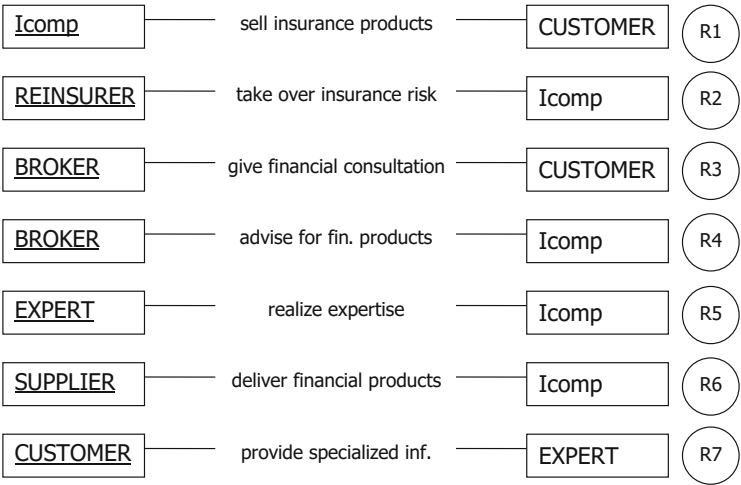 Icomp sell insurance products CUSTOMER R1
REINSURER take over insurance risk Icomp R2
BROKER give financial consultation CUSTOMER R3
BROKER advise for fin. products Icomp R4
EXPERT realize expertise Icomp R5
SUPPLIER deliver financial products Icomp R6
CUSTOMER provide specialized inf. EXPERT R7